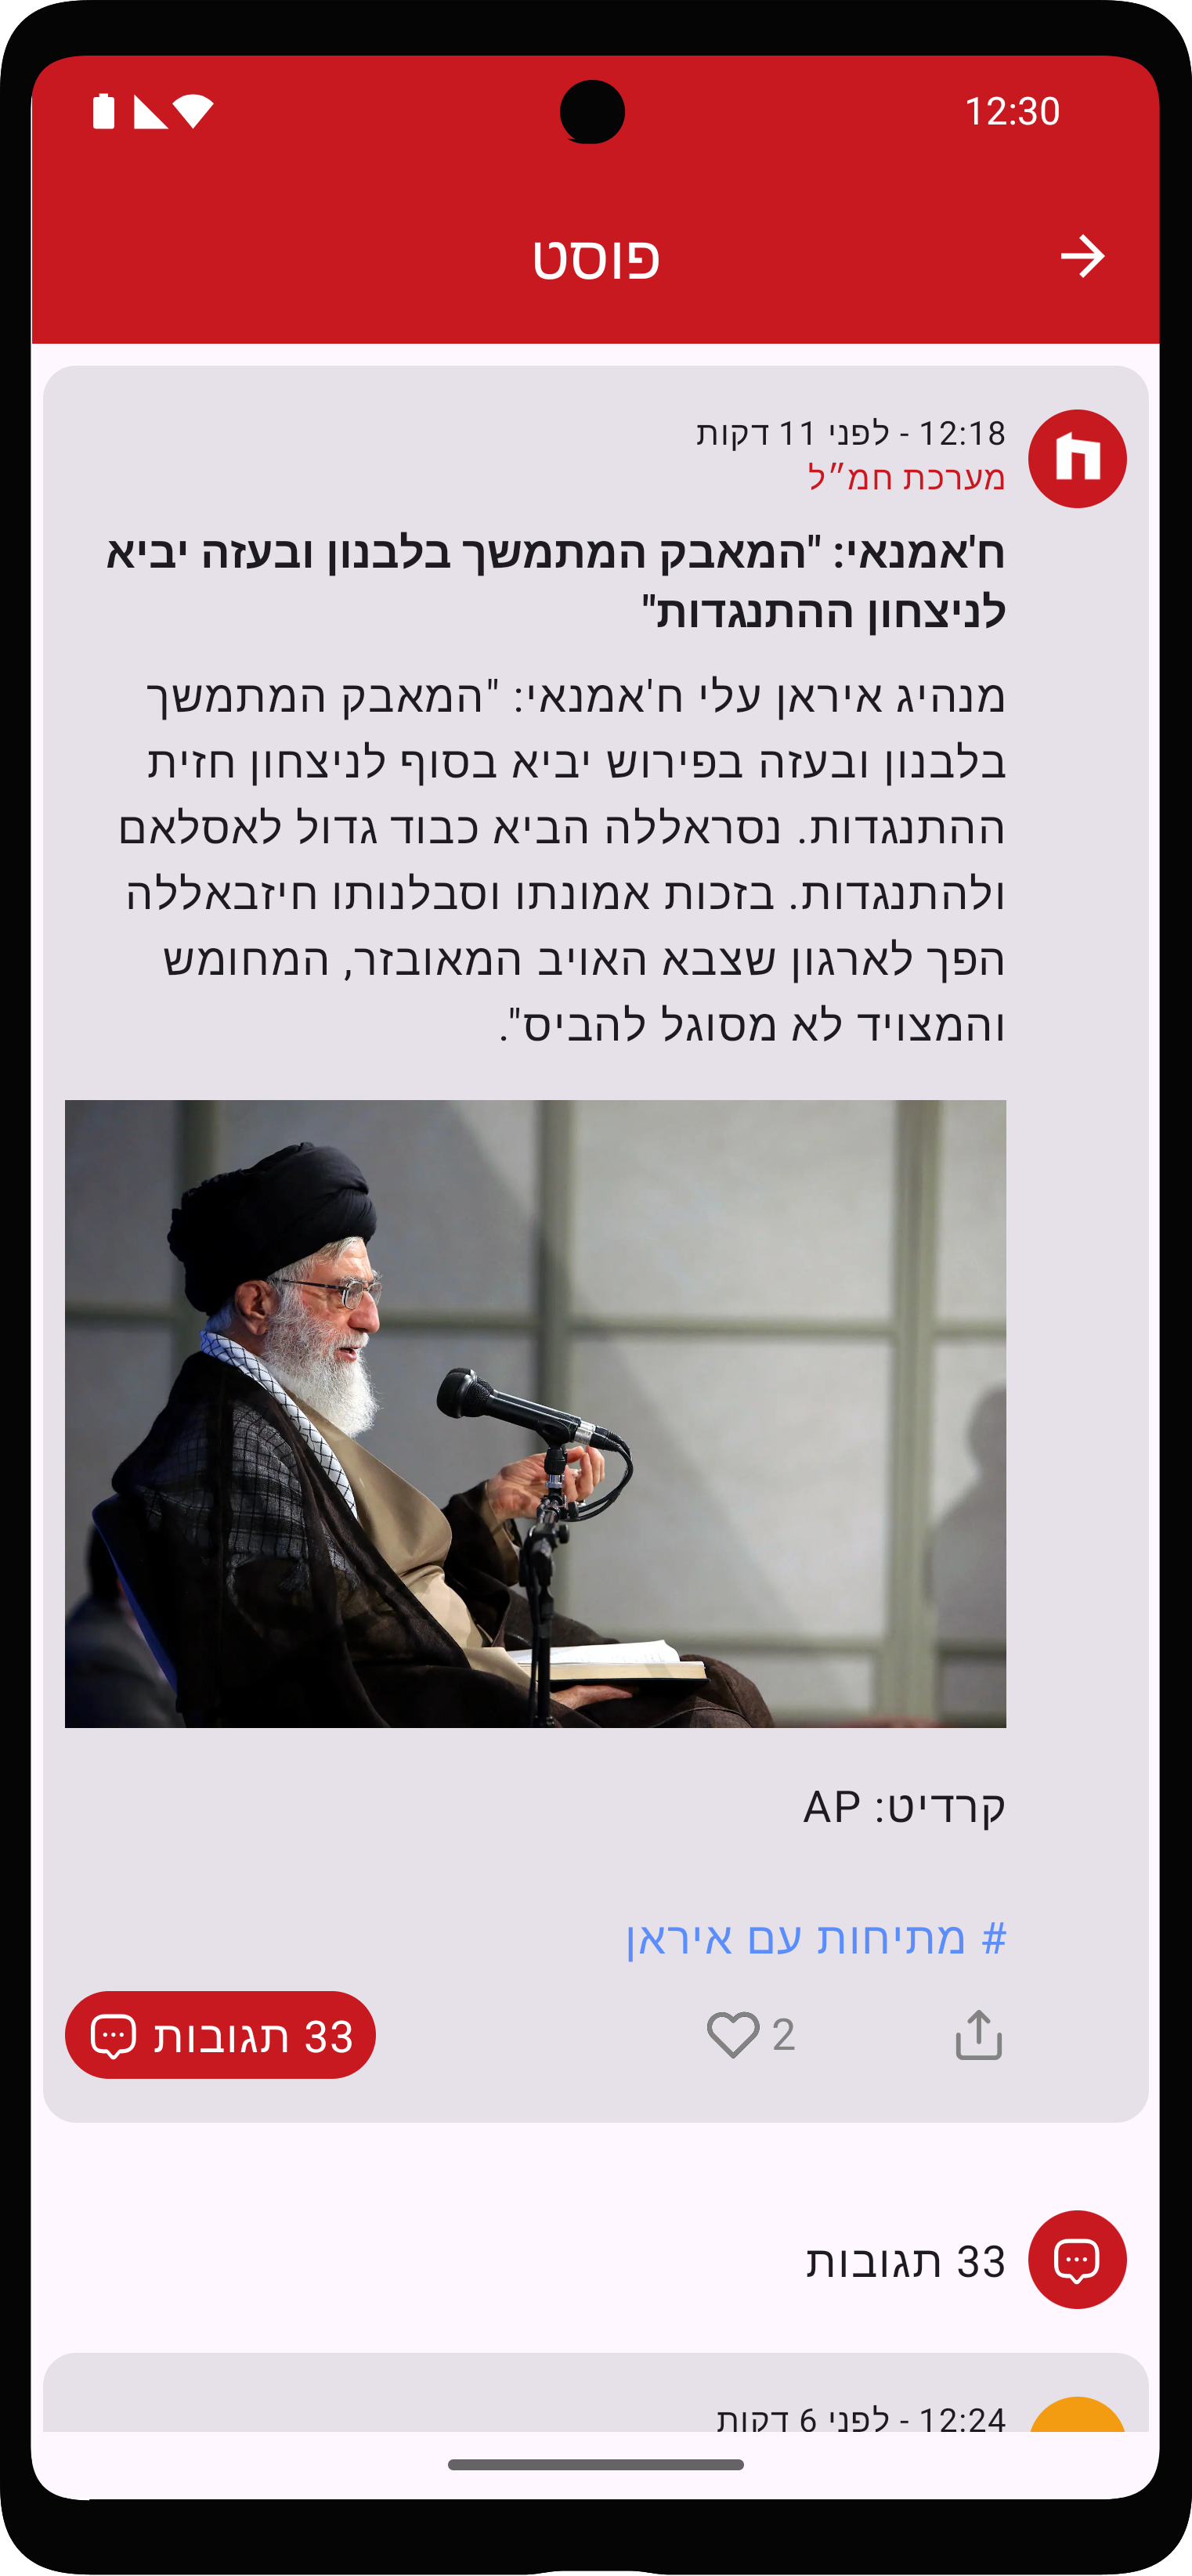 12:30
פוסט
12:18 - לפני 11 דקות
מערכת חמ״ל
ח'אמנאי: "המאבק המתמשך בלבנון ובעזה יביא
לניצחון ההתנגדות"
מנהיג איראן עלי ח'אמנאי: "המאבק המתמשך
בלבנון ובעזה בפירוש יביא בסוף לניצחון חזית
ההתנגדות. נסראללה הביא כבוד גדול לאסלאם
ולהתנגדות. בזכות אמונתו וסבלנותו חיזבאללה
הפך לארגון שצבא האויב המאובזר, המחומש
והמצויד לא מסוגל להביס".
קרדיט: AP
# מתיחות עם איראן
2
33 תגובות
33 תגובות
12:24 - לפני 6 דקות